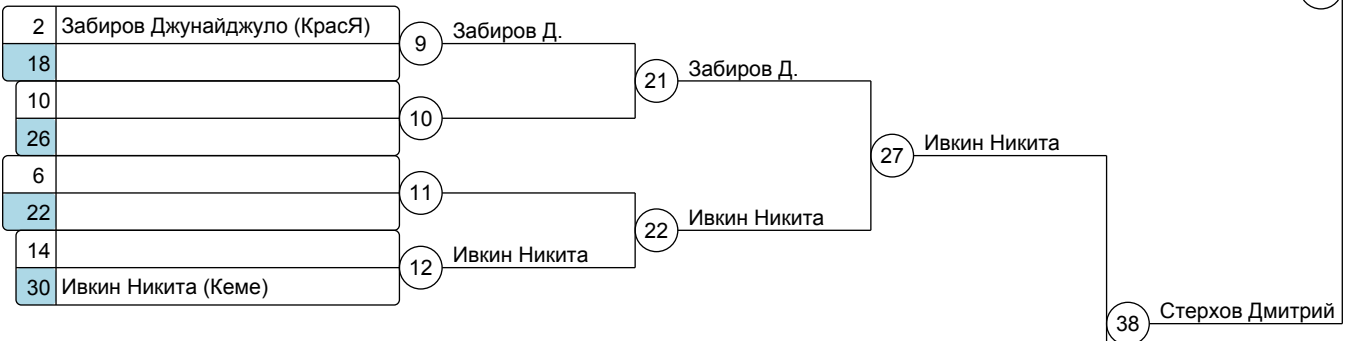 2 Забиров Джунайджуло (КрасЯ)
18
10
26
6
22
14
30 Ивкин Никита (Кеме)
9 Забиров Д.
10
11
12 Ивкин Никита
21 Забиров Д.
22 Ивкин Никита
27 Ивкин Никита
38 Стерхов Дмитрий